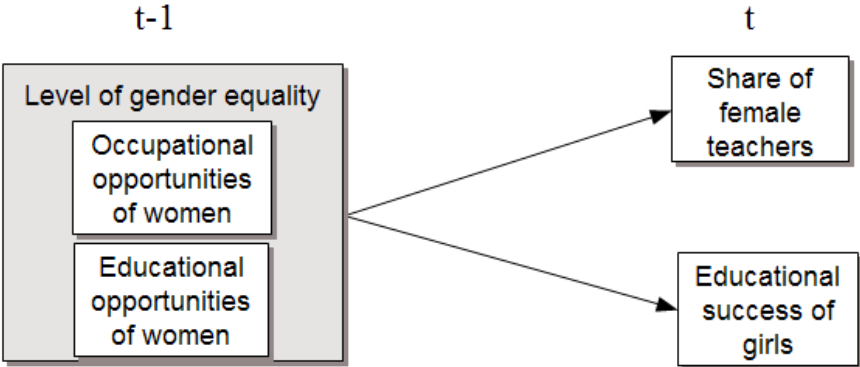 t-1
t
Level of gender equality
Occupational
opportunities
of women
Educational
opportunities
of women
Share of
female
teachers
Educational
success of
girls